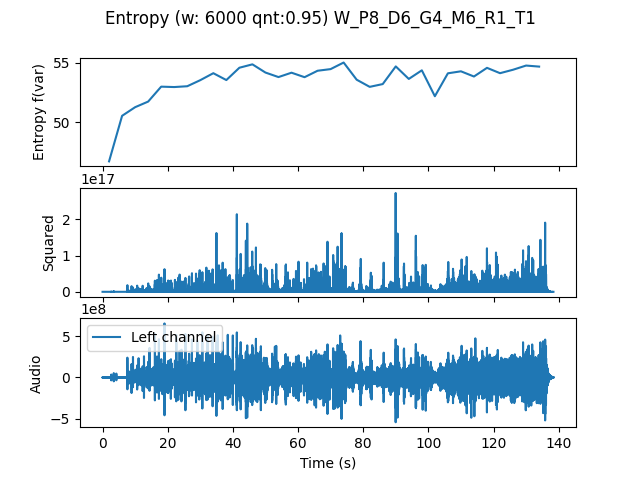 Entropy (w: 6000 qnt:0.95) W_P8_D6_G4_M6_R1_T1
55
50
Entropy f(var)
1e17
2
1
0
Squared
1e8
5
0
−5
Audio
Left channel
0 20 40 60 80 100 120 140
Time (s)